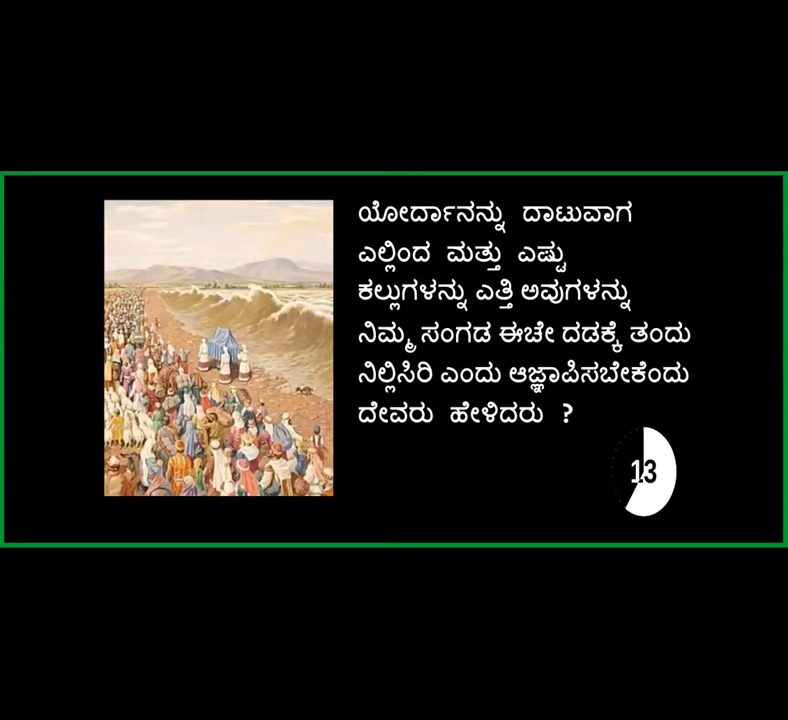 ಯೋರ್ದಾನನ್ನು ದಾಟುವಾಗ
ಎಲ್ಲಿಂದ ಮತ್ತು ಎಷ್ಟು
ಕಲ್ಲುಗಳನ್ನು ಎತ್ತಿ ಅವುಗಳನ್ನು
ನಿಮ್ಮ ಸಂಗಡ ಈಚೇ ದಡಕ್ಕೆ ತಂದು
ನಿಲ್ಲಿಸಿರಿ ಎಂದು ಆಜ್ಞಾಪಿಸಬೇಕೆಂದು
ದೇವರು ಹೇಳಿದರು ?
13